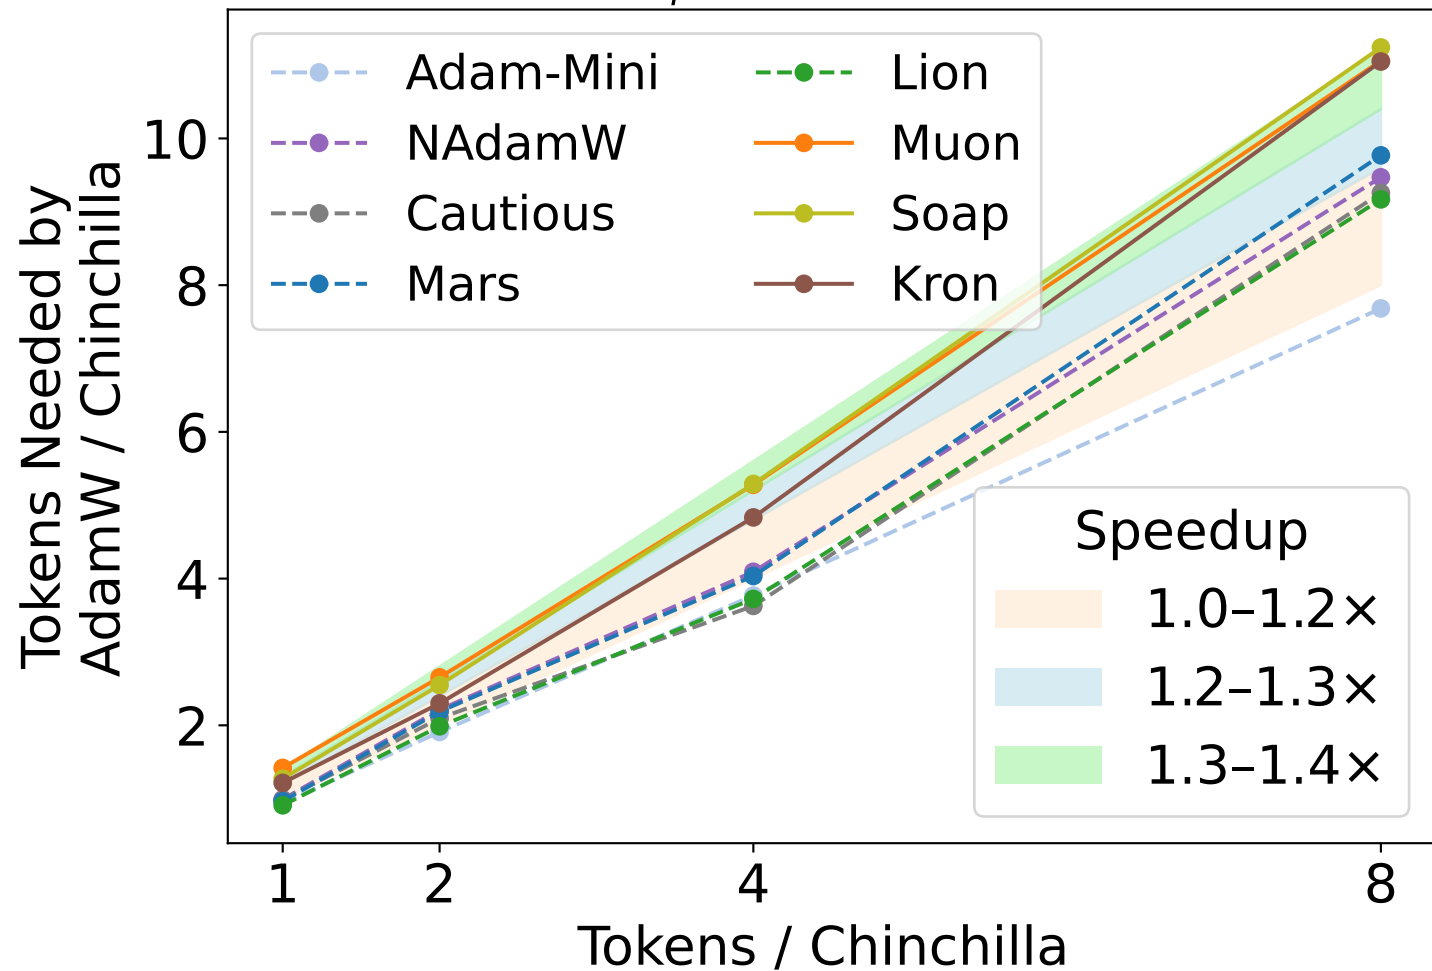 Adam-Mini
NAdamW
Cautious
Mars
Lion
Muon
Soap
Kron
Tokens Needed by
AdamW / Chinchilla
10
8
6
4
2
Speedup
1.0–1.2×
1.2–1.3×
1.3–1.4×
1 2 4 8
Tokens / Chinchilla